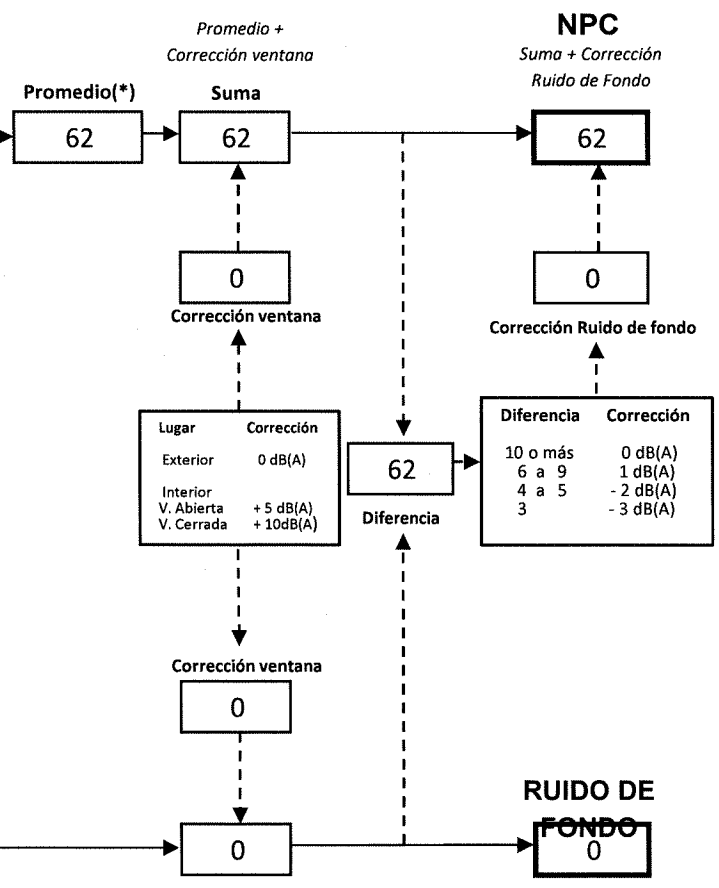 Promedio +
Corrección ventana
NPC
Suma + Corrección
Ruido de Fondo
Promedio(*)
Suma
62
62
62
0
Corrección ventana
0
Corrección Ruido de fondo
Lugar Corrección
Exterior 0 dB(A)
Interior
V. Abierta + 5 dB(A)
V. Cerrada + 10dB(A)
62
Diferencia
Diferencia Corrección
10 o más 0 dB(A)
6 a 9 1 dB(A)
4 a 5 - 2 dB(A)
3 - 3 dB(A)
Corrección ventana
0
RUIDO DE
FONDO
0
0